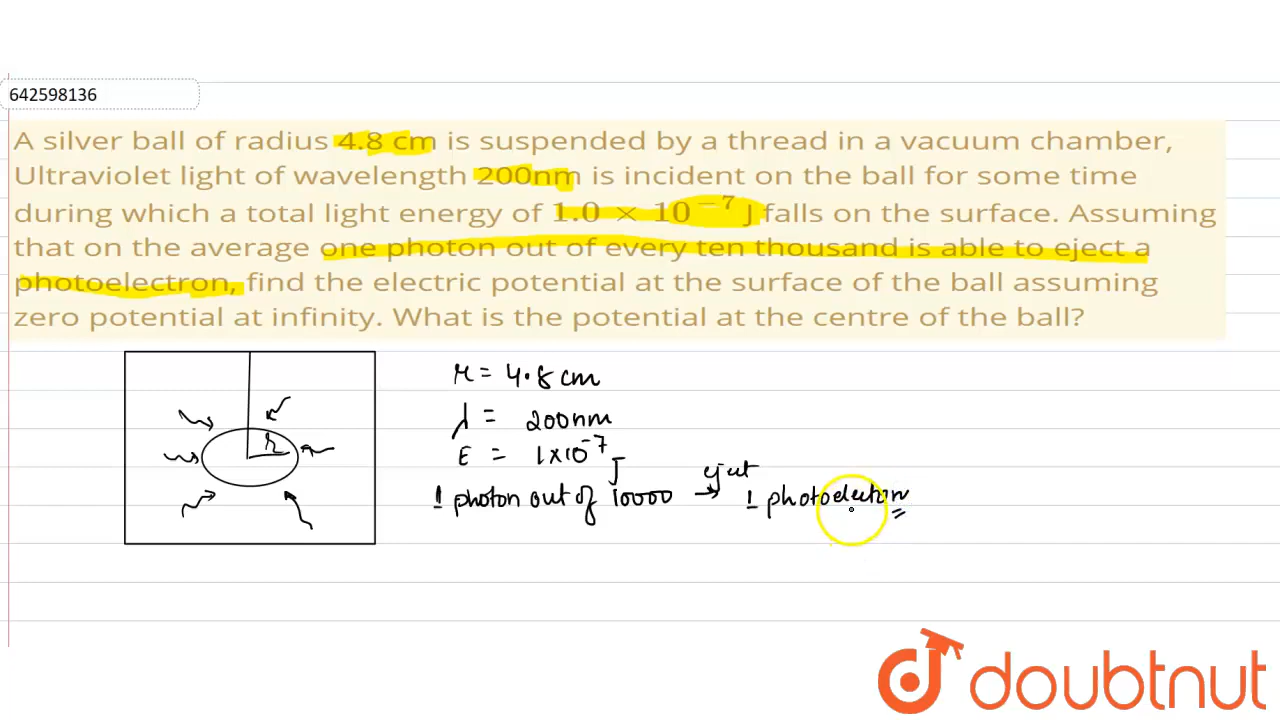 642598136
A silver ball of radius 4.8 cm is suspended by a thread in a vacuum chamber,
Ultraviolet light of wavelength 200nm is incident on the ball for some time
during which a total light energy of 1.0 × 10⁻⁷ J falls on the surface. Assuming
that on the average one photon out of every ten thousand is able to eject a
photoelectron, find the electric potential at the surface of the ball assuming
zero potential at infinity. What is the potential at the centre of the ball?
r
r = 4.8 cm
λ = 200nm
E = 1×10⁻⁷ J
1 photon out of 10000 eject → 1 photoelectron
doubtnut